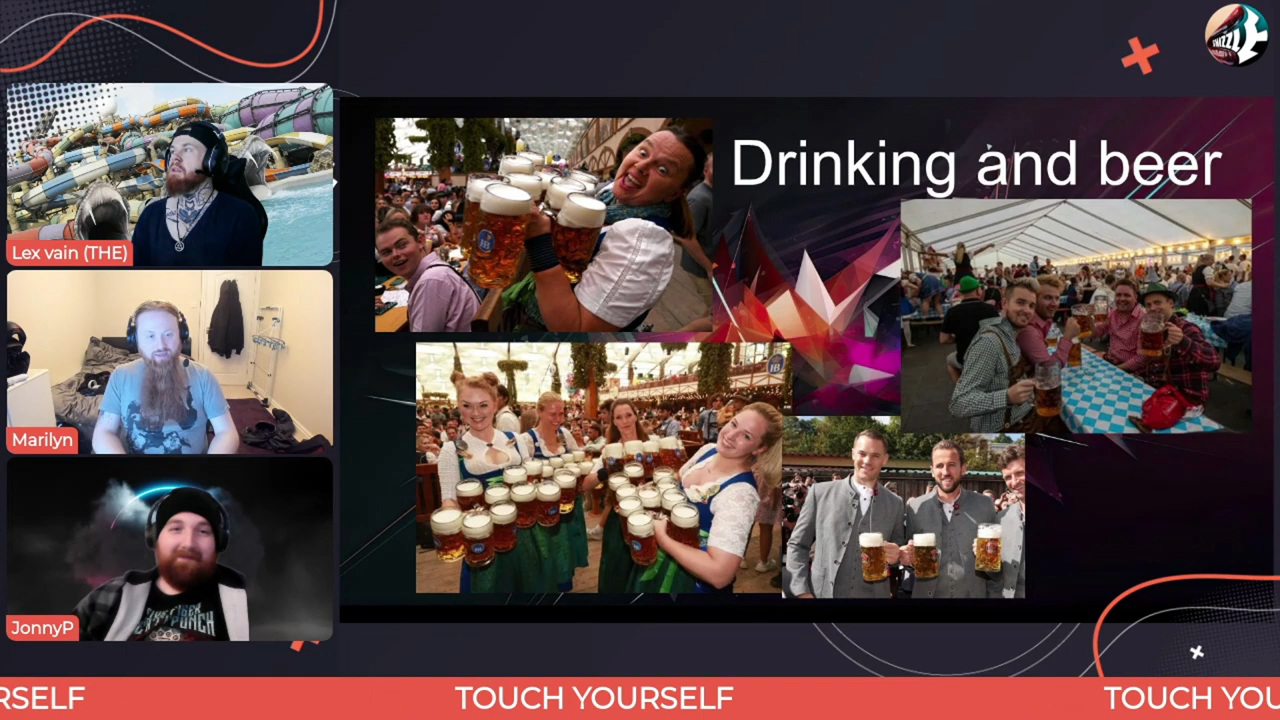 Drinking and beer
Lex vain (THE)
Marilyn
JonnyP
RSELF TOUCH YOURSELF TOUCH YOU